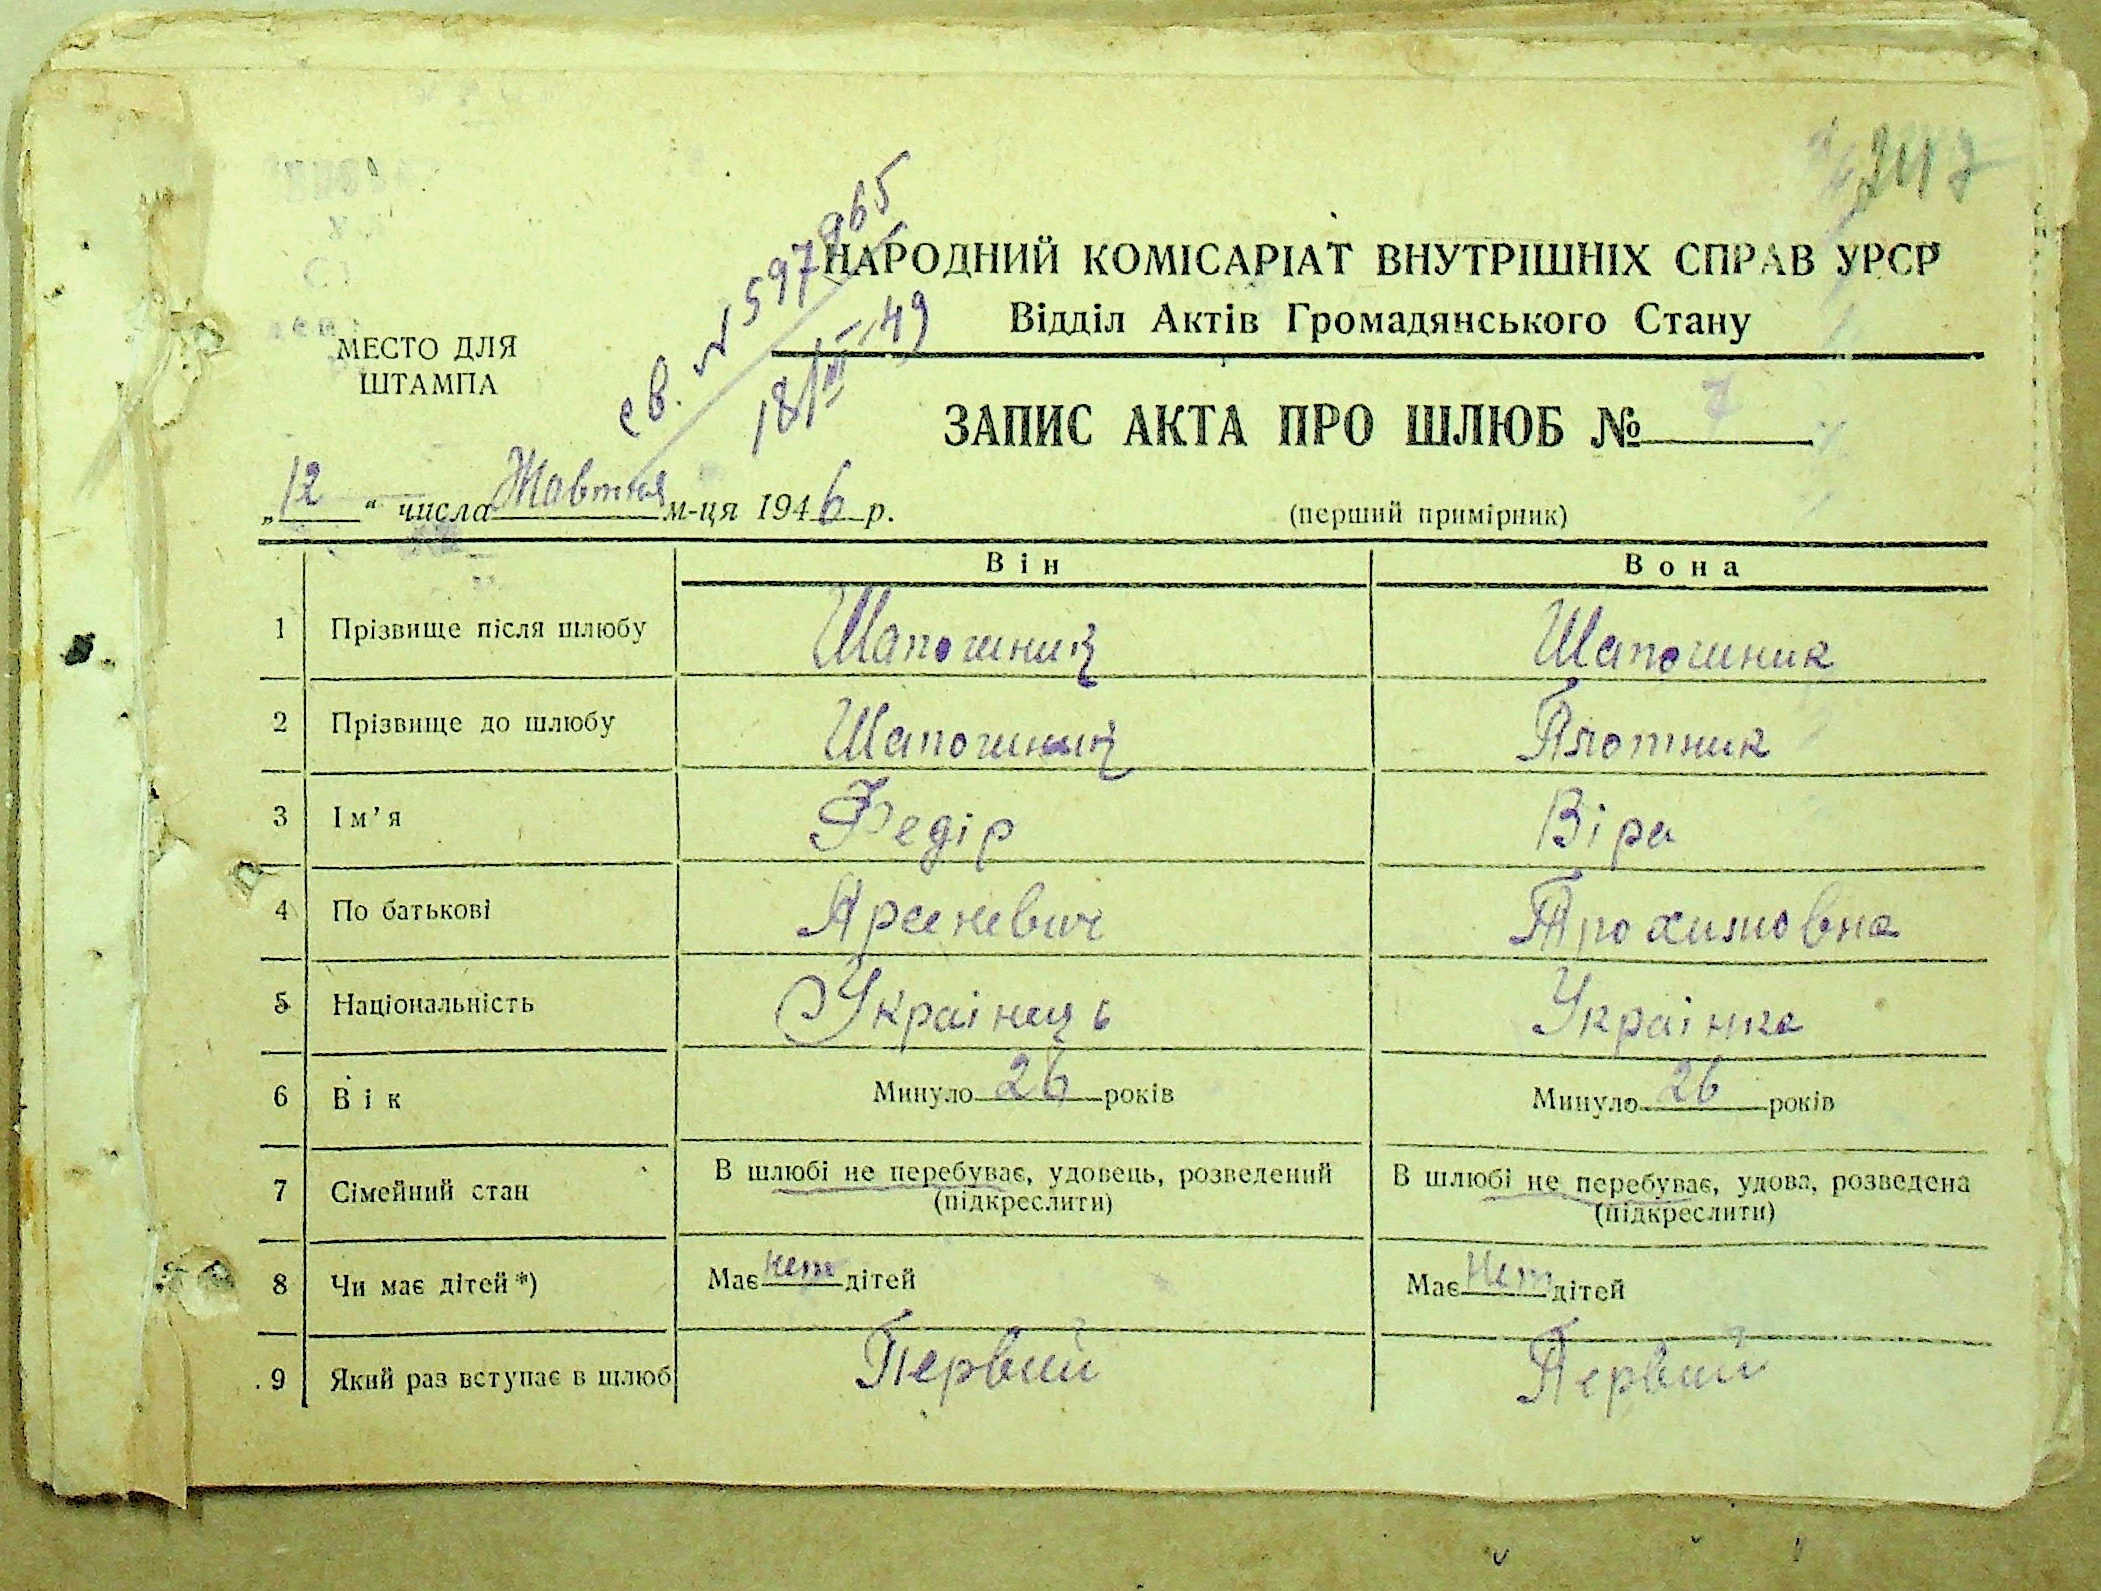 НАРОДНИЙ КОМІСАРІАТ ВНУТРІШНІХ СПРАВ УРСР
Відділ Актів Громадянського Стану
МЕСТО ДЛЯ
ШТАМПА
св. № 597865
18/III-49
ЗАПИС АКТА ПРО ШЛЮБ № 7
„12“ числа Жовтня м-ця 1946 р. (перший примірник)
Він Вона
1 Прізвище після шлюбу Шапошник Шапошник
2 Прізвище до шлюбу Шапошник Плотник
3 Ім’я Федір Віра
4 По батькові Арсеневич Трохимовна
5 Національність Українець Українка
6 Вік Минуло 26 років Минуло 26 років
7 Сімейний стан В шлюбі не перебуває, удовець, розведений В шлюбі не перебуває, удова, розведена
(підкреслити) (підкреслити)
8 Чи має дітей*) Має нет дітей Має нет дітей
9 Який раз вступає в шлюб Первий Первий